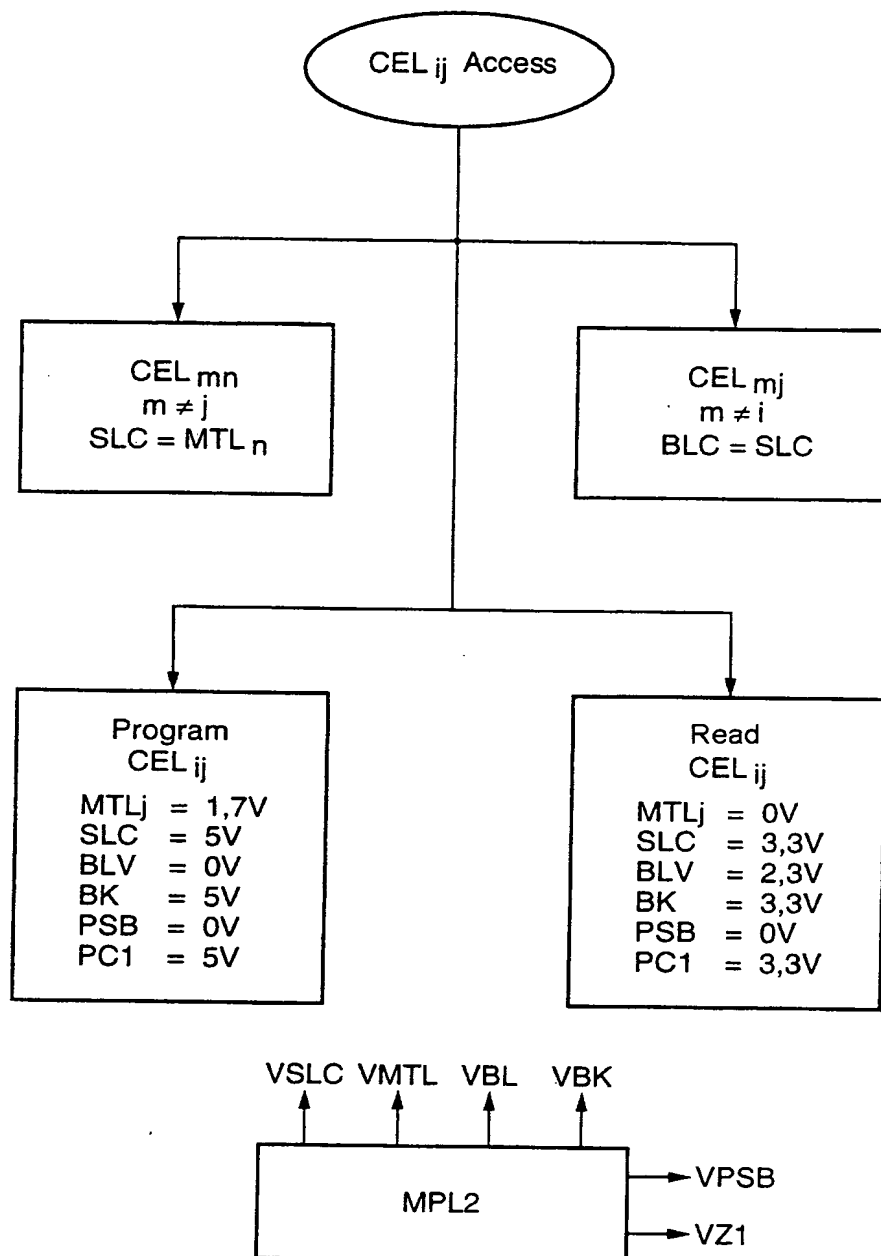 CEL ij Access
CEL mn
m ≠ j
SLC = MTL n
CEL mj
m ≠ i
BLC = SLC
Program
CEL ij
MTLj = 1,7V
SLC = 5V
BLV = 0V
BK = 5V
PSB = 0V
PC1 = 5V
Read
CEL ij
MTLj = 0V
SLC = 3,3V
BLV = 2,3V
BK = 3,3V
PSB = 0V
PC1 = 3,3V
VSLC VMTL VBL VBK
MPL2
VPSB
VZ1